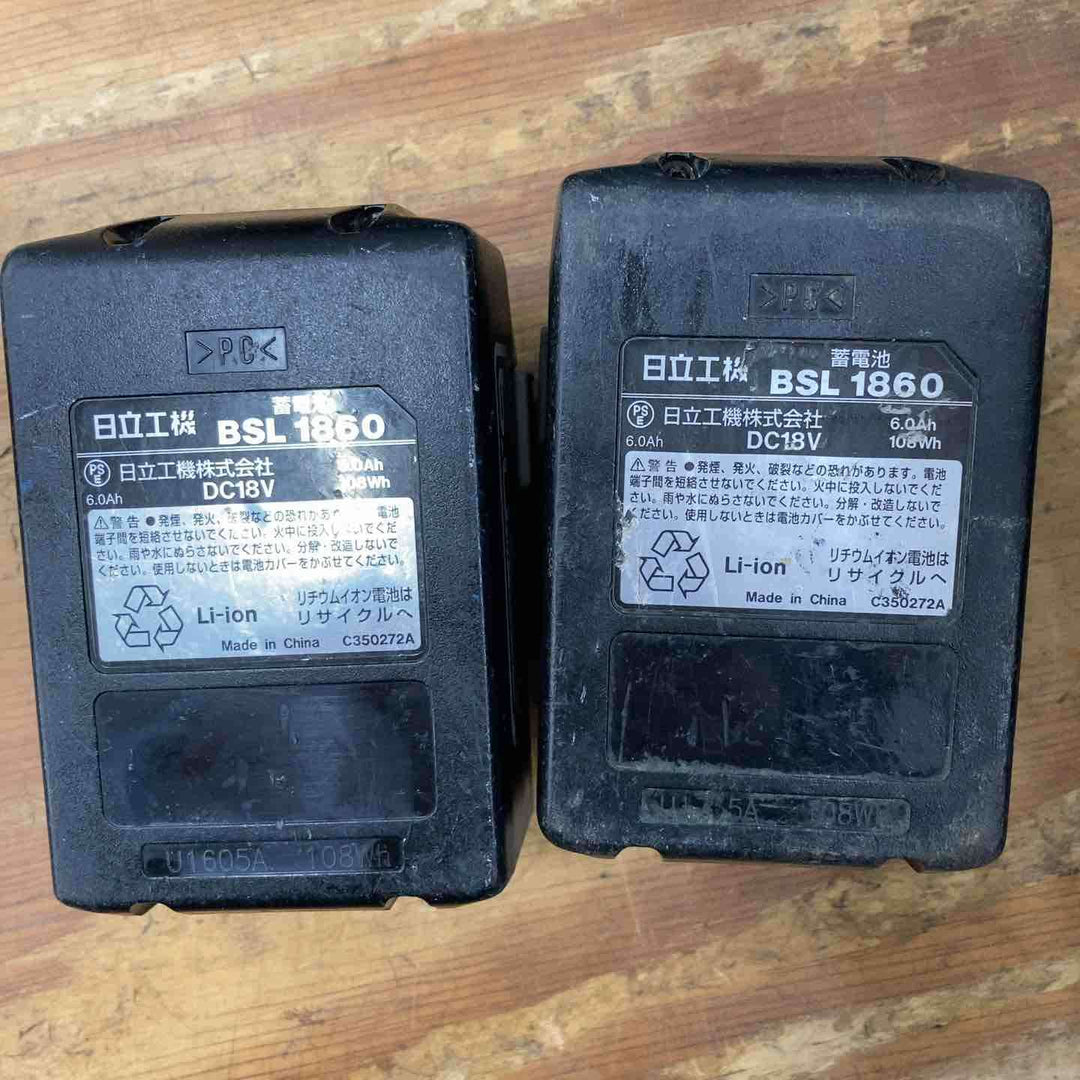 >PC<
蓄電池
日立工機 BSL 1860
PSE 日立工機株式会社 6.0Ah
6.0Ah DC18V 108Wh
⚠警告 ●発煙、発火、破裂などの恐れがあります。電池
端子間を短絡させないでください。火中に投入しないでくだ
さい。雨や水にぬらさないでください。分解・改造しないで
ください。使用しないときは電池カバーをかぶせてください。
Li-ion リチウムイオン電池は
リサイクルへ
Made in China C350272A
U1605A 108Wh
>PC<
蓄電池
日立工機 BSL 1860
PSE 日立工機株式会社 6.0Ah
6.0Ah DC18V 108Wh
⚠警告 ●発煙、発火、破裂などの恐れがあります。電池
端子間を短絡させないでください。火中に投入しないでくだ
さい。雨や水にぬらさないでください。分解・改造しないで
ください。使用しないときは電池カバーをかぶせてください。
Li-ion リチウムイオン電池は
リサイクルへ
Made in China C350272A
108Wh